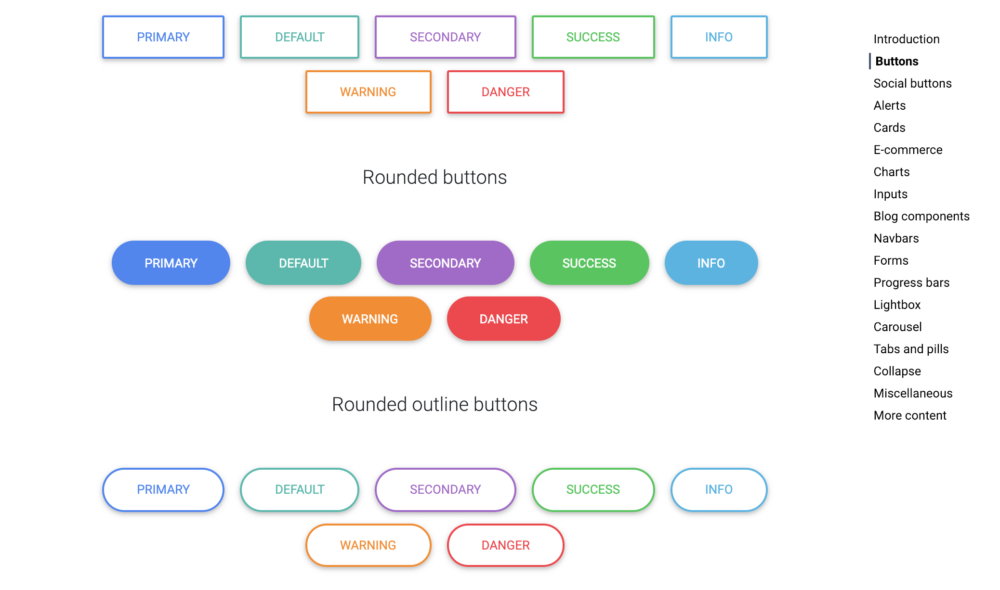 PRIMARY DEFAULT SECONDARY SUCCESS INFO
WARNING DANGER
Rounded buttons
PRIMARY DEFAULT SECONDARY SUCCESS INFO
WARNING DANGER
Rounded outline buttons
PRIMARY DEFAULT SECONDARY SUCCESS INFO
WARNING DANGER
Introduction
Buttons
Social buttons
Alerts
Cards
E-commerce
Charts
Inputs
Blog components
Navbars
Forms
Progress bars
Lightbox
Carousel
Tabs and pills
Collapse
Miscellaneous
More content